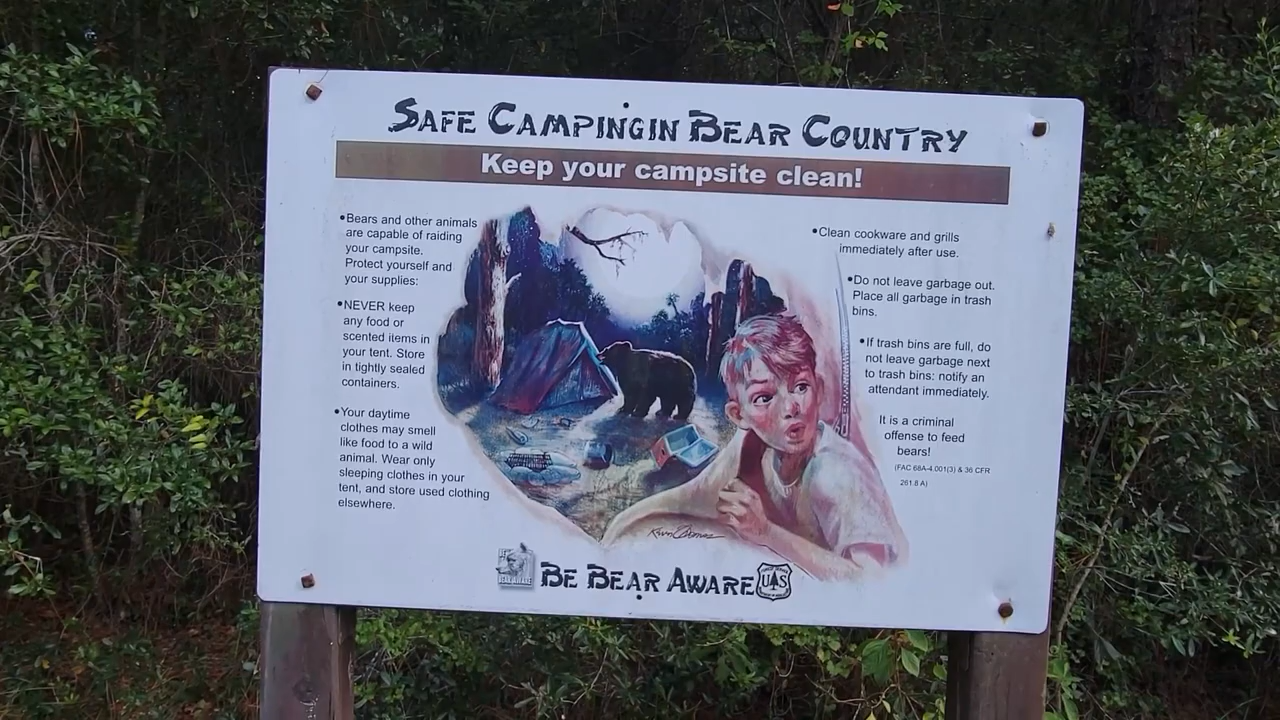 SAFE CAMPINGIN BEAR COUNTRY
Keep your campsite clean!
•Bears and other animals
are capable of raiding
your campsite.
Protect yourself and
your supplies:
•NEVER keep
any food or
scented items in
your tent. Store
in tightly sealed
containers.
•Your daytime
clothes may smell
like food to a wild
animal. Wear only
sleeping clothes in your
tent, and store used clothing
elsewhere.
•Clean cookware and grills
immediately after use.
•Do not leave garbage out.
Place all garbage in trash
bins.
•If trash bins are full, do
not leave garbage next
to trash bins: notify an
attendant immediately.
It is a criminal
offense to feed
bears!
(FAC 68A-4.001(3) & 36 CFR
261.8 A)
BE BEAR AWARE
US